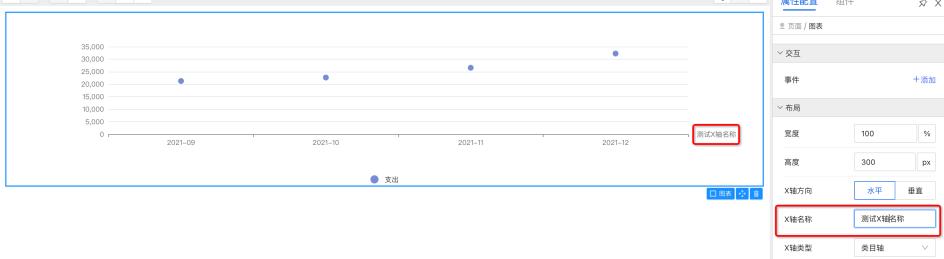 属性配置 组件
页面 / 图表
交互
事件 +添加
布局
宽度 100 %
高度 300 px
X轴方向 水平 垂直
X轴名称 测试X轴名称
X轴类型 类目轴
35,000
30,000
25,000
20,000
15,000
10,000
5,000
0
2021-09 2021-10 2021-11 2021-12 测试X轴名称
支出
图表